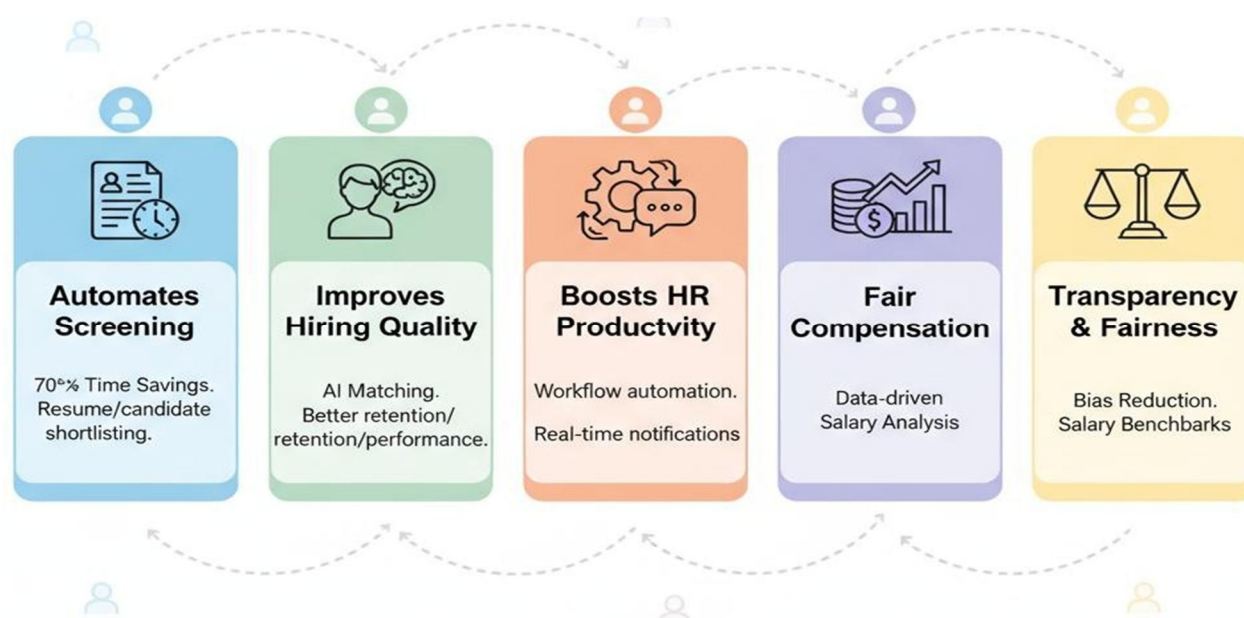 Automates
Screening
70% Time Savings.
Resume/candidate
shortlisting.
Improves
Hiring Quality
AI Matching.
Better retention/
retention/performance.
Boosts HR
Productvity
Workflow automation.
Real-time notifications
$
Fair
Compensation
Data-driven
Salary Analysis
Transparency
& Fairness
Bias Reduction.
Salary Benchbarks